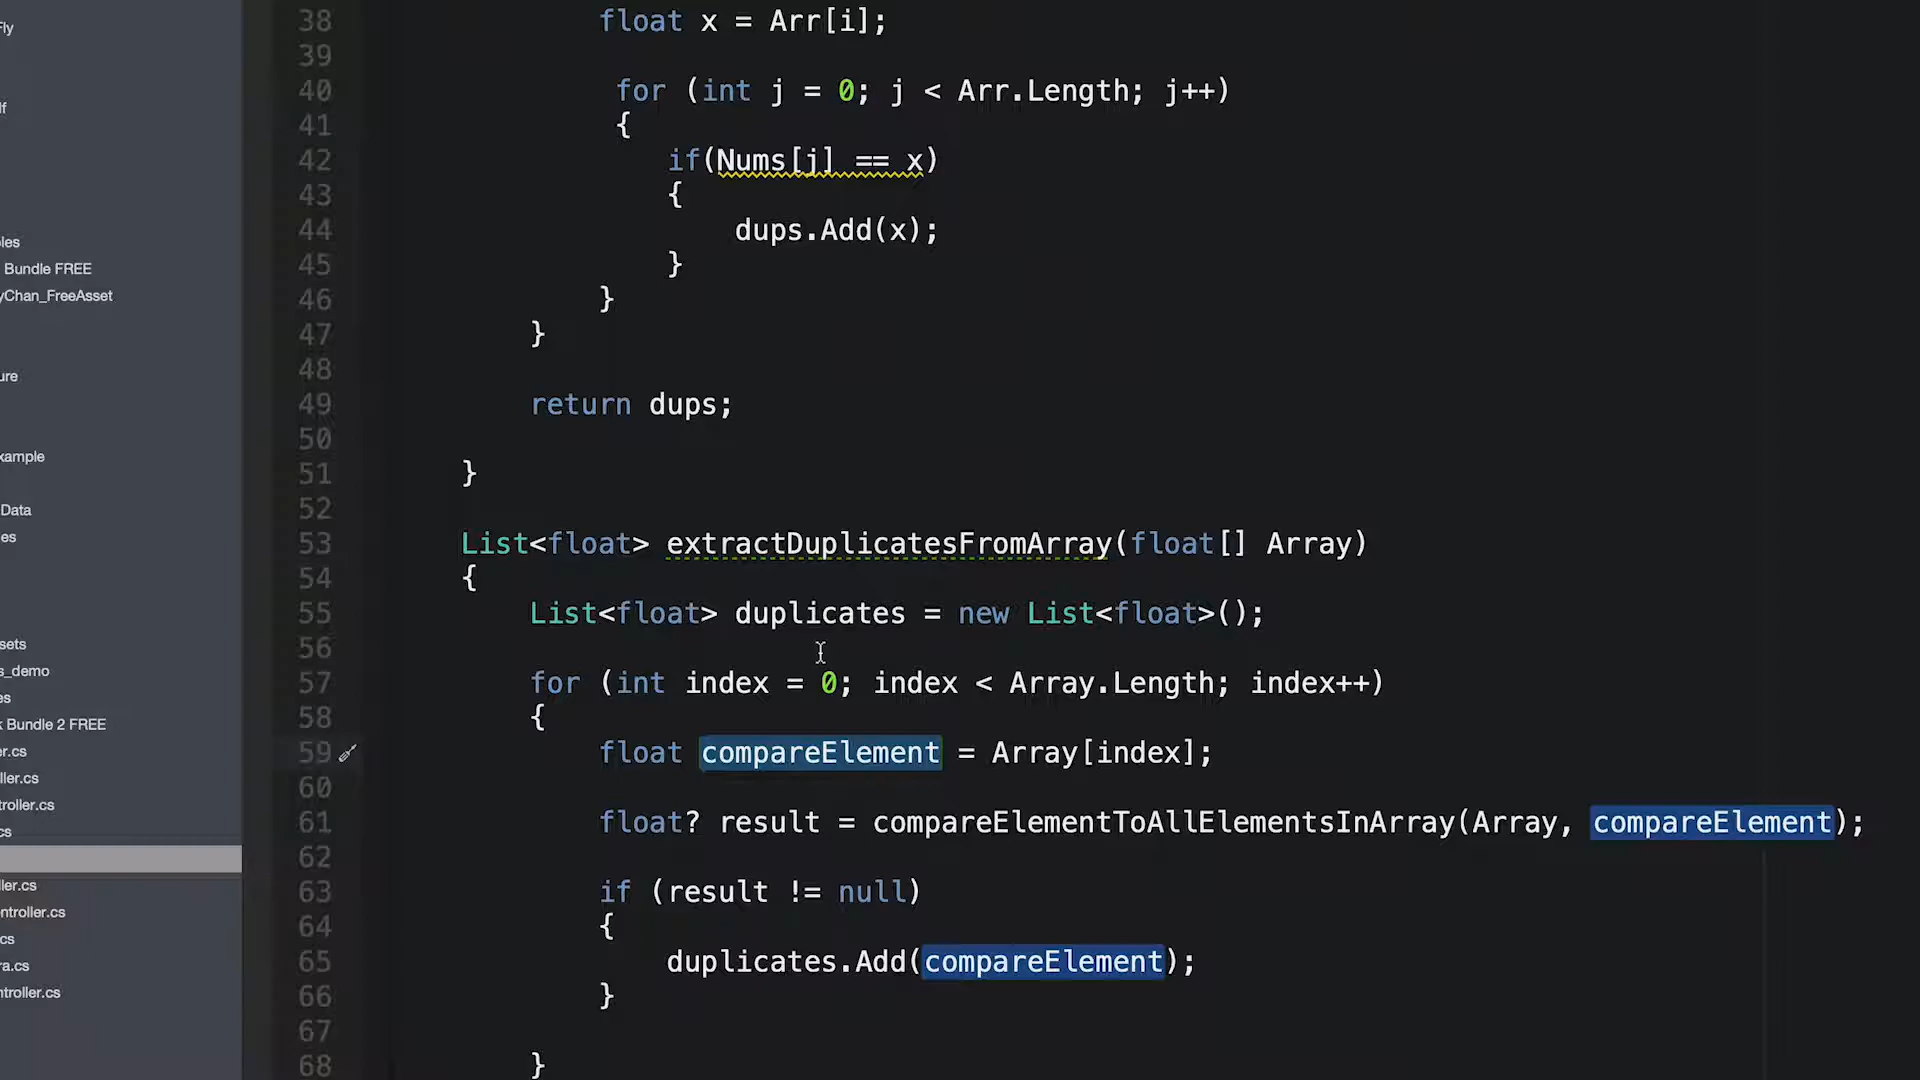 Fly
lf
les
Bundle FREE
yChan_FreeAsset
ure
xample
Data
es
sets
s_demo
es
k Bundle 2 FREE
er.cs
ller.cs
troller.cs
cs
ller.cs
ntroller.cs
cs
ra.cs
ntroller.cs
38 float x = Arr[i];
39
40 for (int j = 0; j < Arr.Length; j++)
41 {
42 if(Nums[j] == x)
43 {
44 dups.Add(x);
45 }
46 }
47 }
48
49 return dups;
50
51 }
52
53 List<float> extractDuplicatesFromArray(float[] Array)
54 {
55 List<float> duplicates = new List<float>();
56
57 for (int index = 0; index < Array.Length; index++)
58 {
59 float compareElement = Array[index];
60
61 float? result = compareElementToAllElementsInArray(Array, compareElement);
62
63 if (result != null)
64 {
65 duplicates.Add(compareElement);
66 }
67
68 }